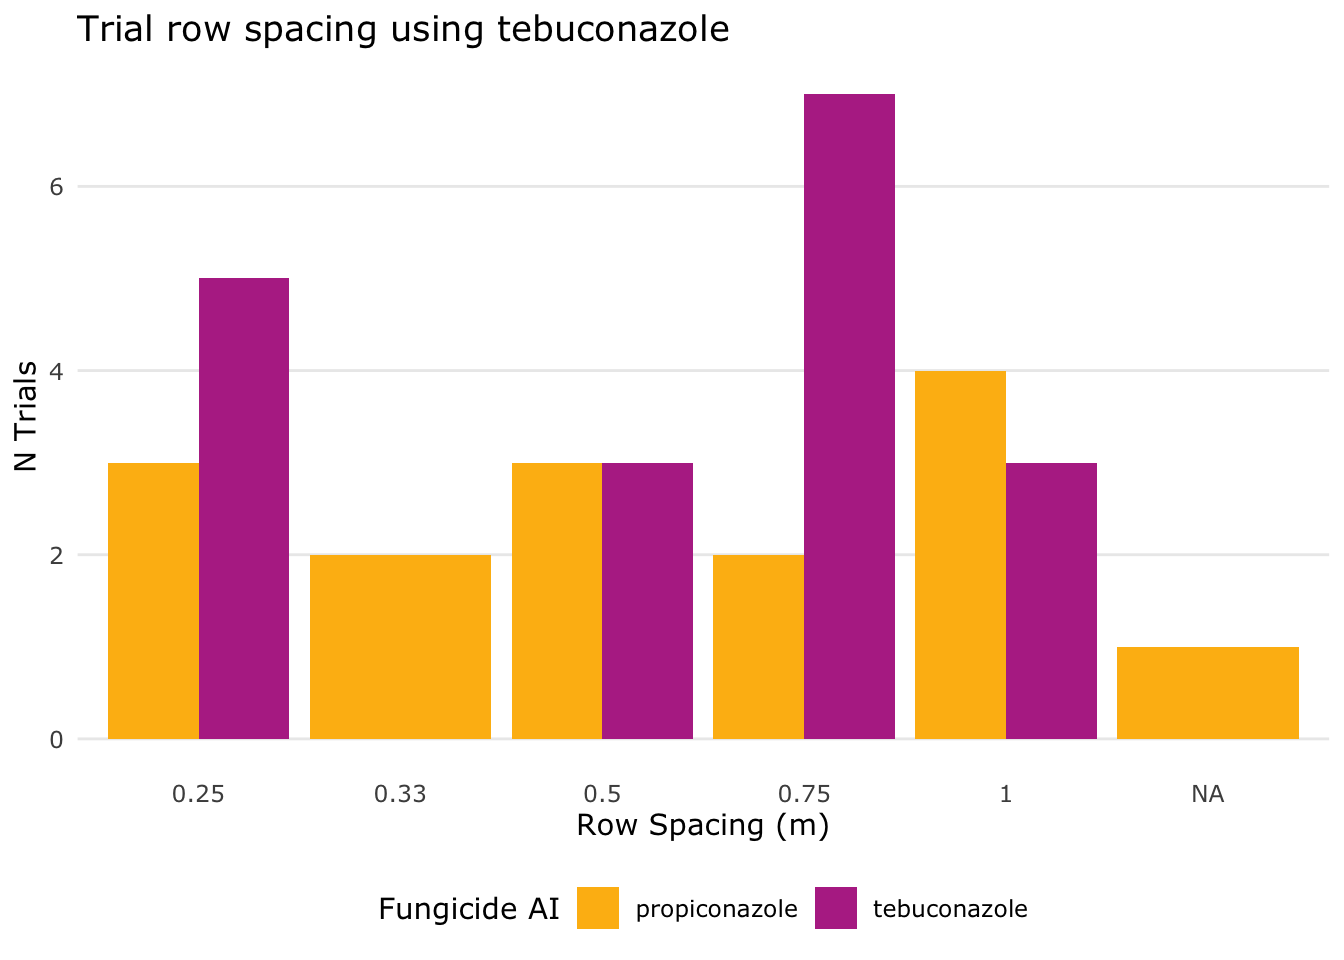 Trial row spacing using tebuconazole
6
4
2
0
N Trials
0.25 0.33 0.5 0.75 1 NA
Row Spacing (m)
Fungicide AI propiconazole tebuconazole